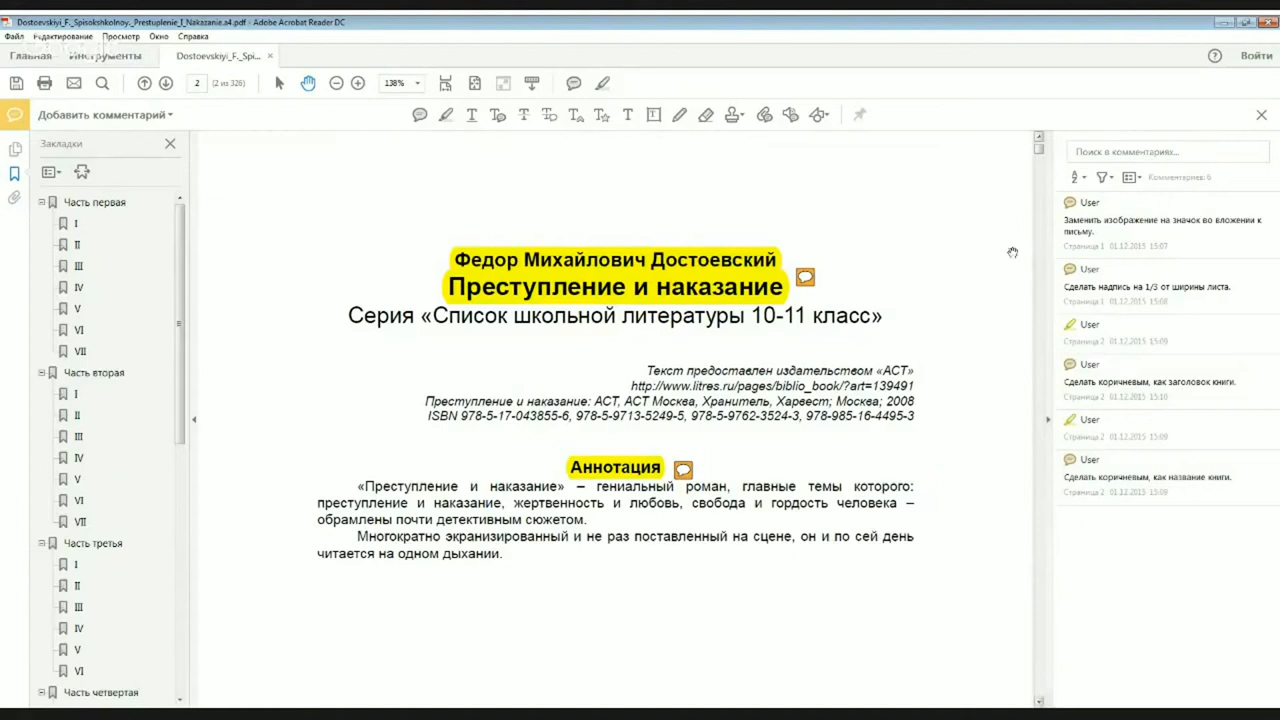 Dostoevskiyi_F._Spisokshkolnoy._Prestuplenie_I_Nakazanie.a4.pdf - Adobe Acrobat Reader DC
Файл Редактирование Просмотр Окно Справка
Главная Инструменты Dostoevskiyi_F._Spi... Войти
2 (2 из 326) 138%
Добавить комментарий
Закладки
Часть первая
I
II
III
IV
V
VI
VII
Часть вторая
I
II
III
IV
V
VI
VII
Часть третья
I
II
III
IV
V
VI
Часть четвертая
Федор Михайлович Достоевский
Преступление и наказание
Серия «Список школьной литературы 10-11 класс»
Текст предоставлен издательством «АСТ»
http://www.litres.ru/pages/biblio_book/?art=139491
Преступление и наказание: АСТ, АСТ Москва, Хранитель, Харвест; Москва; 2008
ISBN 978-5-17-043855-6, 978-5-9713-5249-5, 978-5-9762-3524-3, 978-985-16-4495-3
Аннотация
«Преступление и наказание» – гениальный роман, главные темы которого:
преступление и наказание, жертвенность и любовь, свобода и гордость человека –
обрамлены почти детективным сюжетом.
Многократно экранизированный и не раз поставленный на сцене, он и по сей день
читается на одном дыхании.
Поиск в комментариях...
Комментариев: 6
User
Заменить изображение на значок во вложении к
письму.
Страница 1 01.12.2015 15:07
User
Сделать надпись на 1/3 от ширины листа.
Страница 1 01.12.2015 15:08
User
Страница 2 01.12.2015 15:09
User
Сделать коричневым, как заголовок книги.
Страница 2 01.12.2015 15:10
User
Страница 2 01.12.2015 15:09
User
Сделать коричневым, как название книги.
Страница 2 01.12.2015 15:09